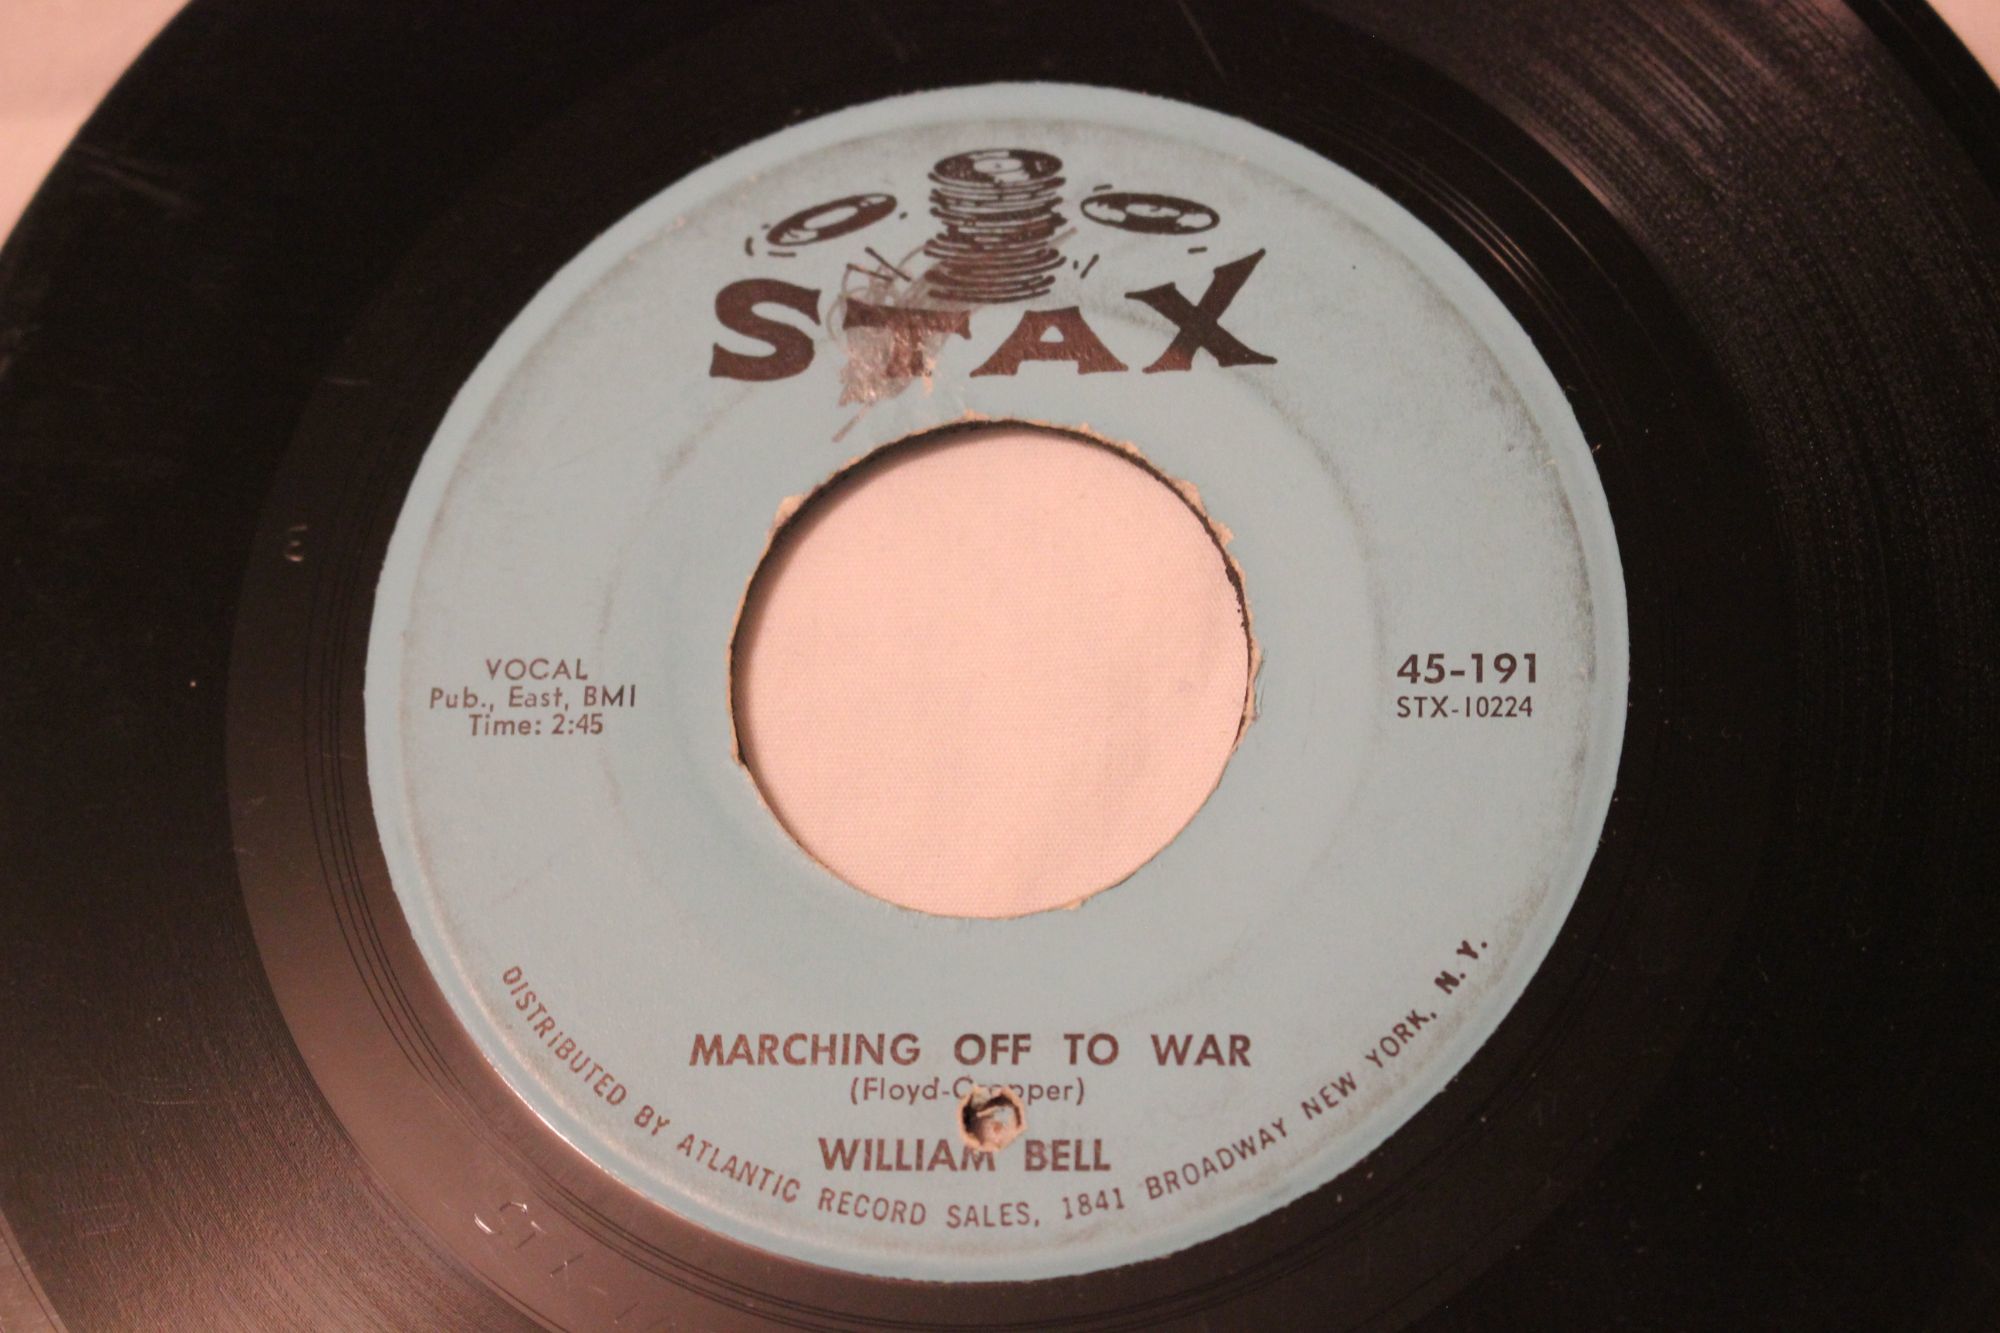 STAX
VOCAL
Pub., East, BMI
Time: 2:45
45-191
STX-10224
MARCHING OFF TO WAR
(Floyd-
WILLIAM BELL
DISTRIBUTED BY ATLANTIC RECORD SALES, 1841 BROADWAY NEW YORK, N. Y.